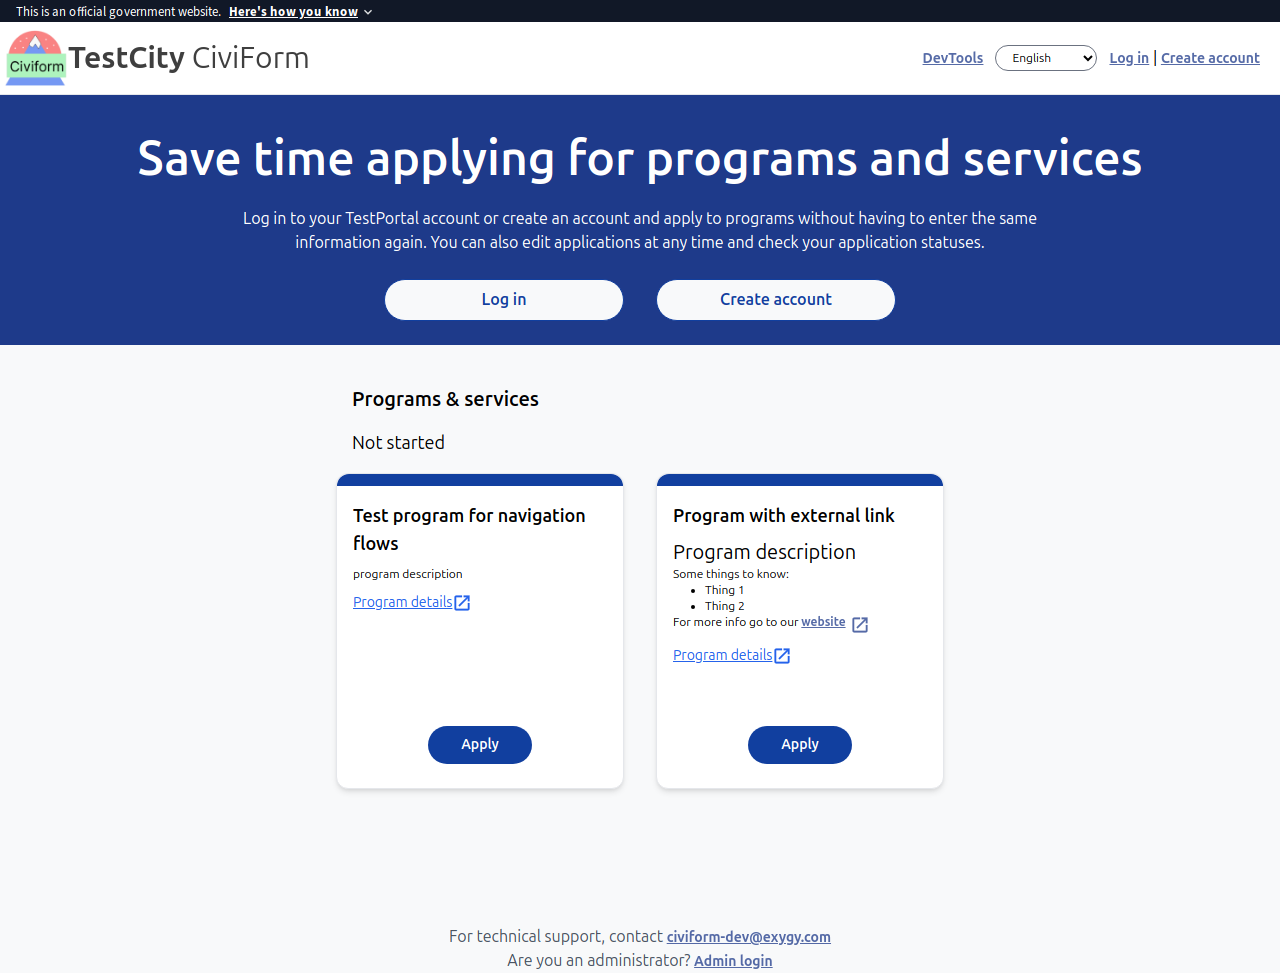 This is an official government website. Here's how you know
Civiform
TestCity CiviForm
DevTools English Log in | Create account
Save time applying for programs and services
Log in to your TestPortal account or create an account and apply to programs without having to enter the same
information again. You can also edit applications at any time and check your application statuses.
Log in
Create account
Programs & services
Not started
Test program for navigation
flows
program description
Program details
Apply
Program with external link
Program description
Some things to know:
• Thing 1
• Thing 2
For more info go to our website
Program details
Apply
For technical support, contact civiform-dev@exygy.com
Are you an administrator? Admin login